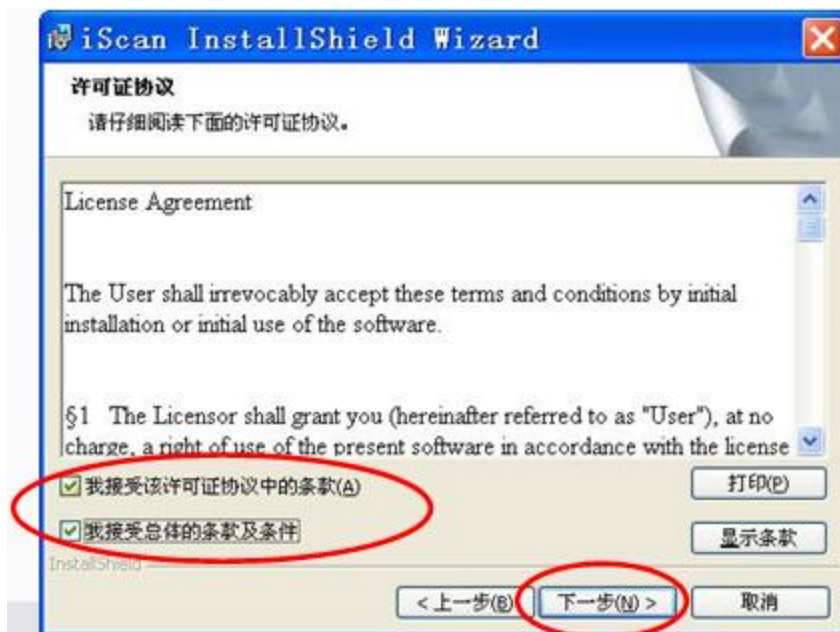 iScan InstallShield Wizard
许可证协议
请仔细阅读下面的许可证协议。
License Agreement
The User shall irrevocably accept these terms and conditions by initial
installation or initial use of the software.
§1 The Licensor shall grant you (hereinafter referred to as "User"), at no
charge, a right of use of the present software in accordance with the license
我接受该许可证协议中的条款(A)
打印(P)
我接受总体的条款及条件
显示条款
InstallShield
< 上一步(B)
下一步(N) >
取消